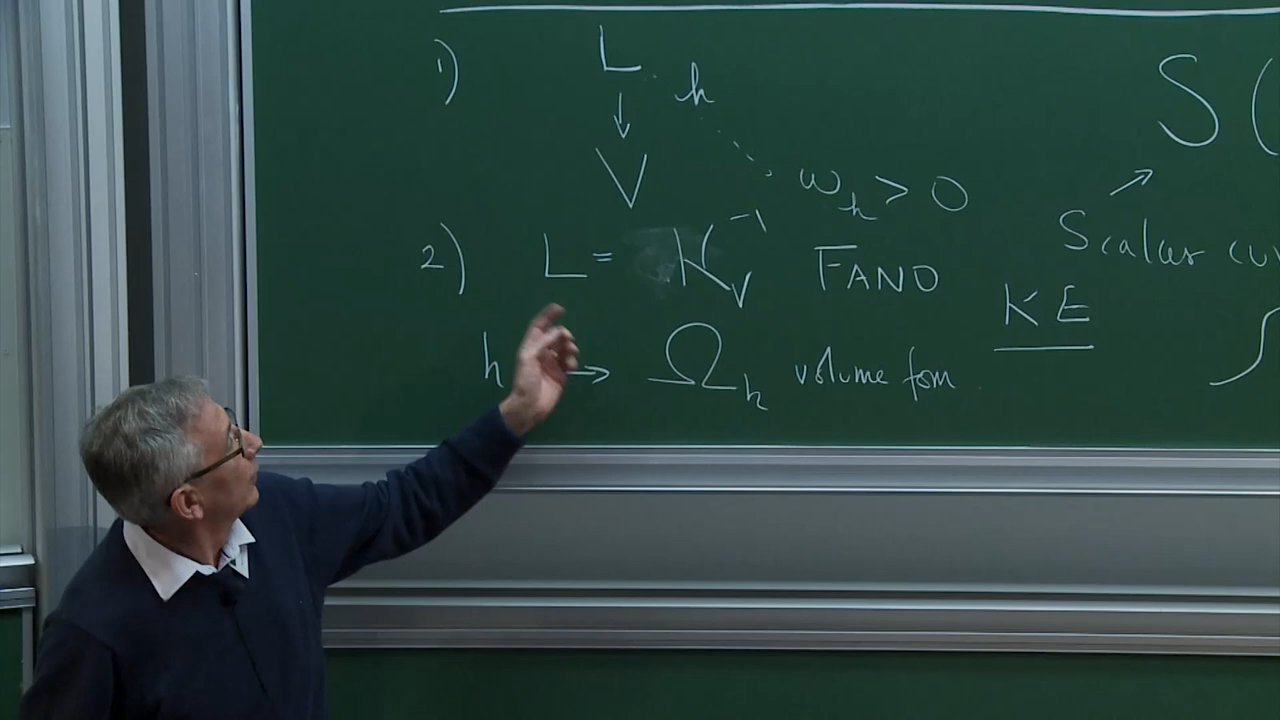 1) L h S (
↓
V ω_h > 0
2) L = K_V^{-1} FANO Scalar cu
KE
h → Ω_h volume form